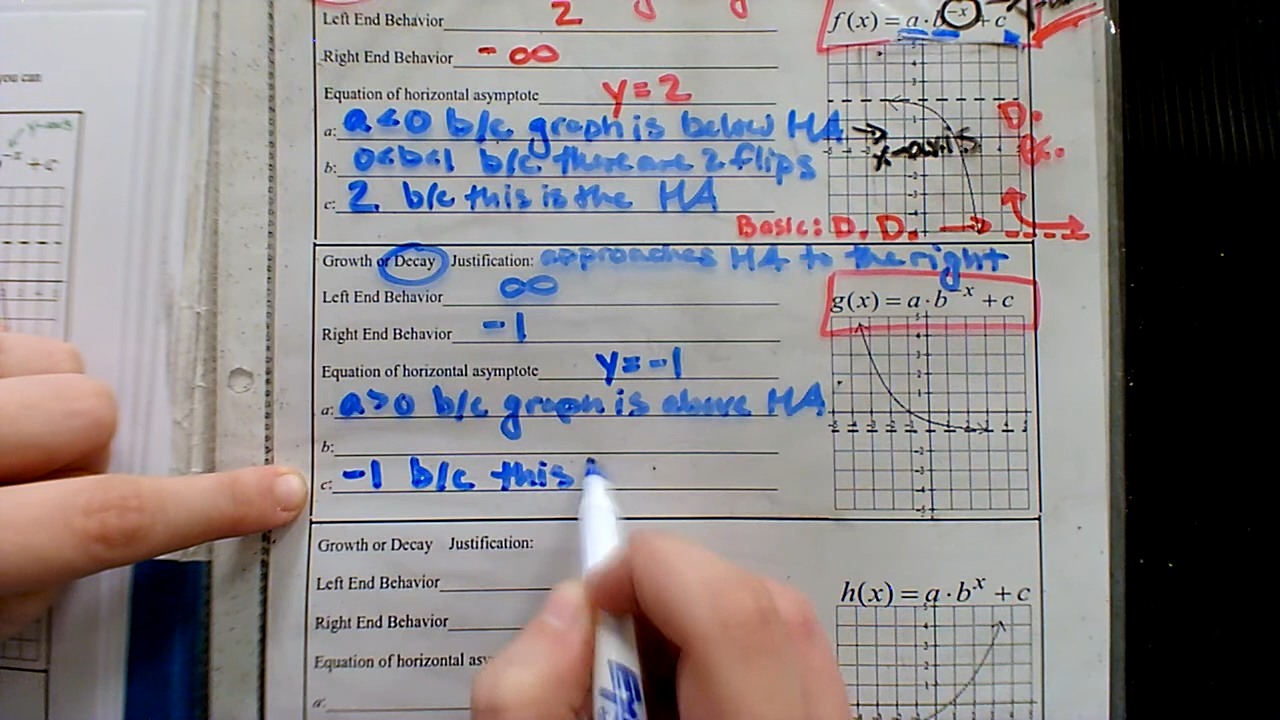 Left End Behavior 2
f(x) = a · b^-x + c
Right End Behavior -∞
Equation of horizontal asymptote y=2
a: a<0 b/c graph is below HA
x-axis
b: 0<b<1 b/c there are 2 flips
c: 2 b/c this is the HA
Basic: D. D.
Growth or Decay Justification: approaches HA to the right
Left End Behavior ∞
g(x) = a · b^-x + c
Right End Behavior -1
Equation of horizontal asymptote y=-1
a: a>0 b/c graph is above HA
b:
c: -1 b/c this
Growth or Decay Justification:
Left End Behavior
h(x) = a · b^x + c
Right End Behavior
Equation of horizontal
a:
you can